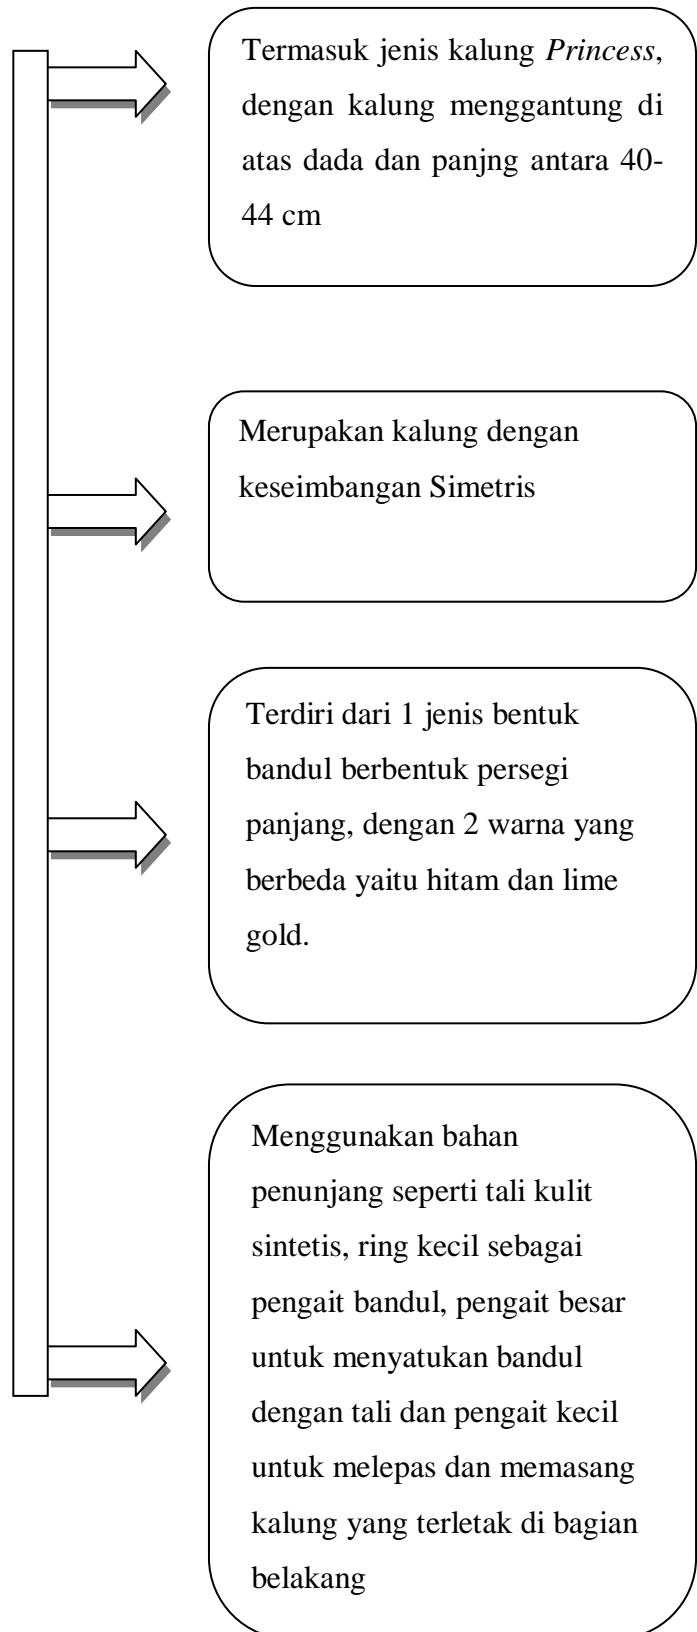 Termasuk jenis kalung Princess,
dengan kalung menggantung di
atas dada dan panjng antara 40-
44 cm
Merupakan kalung dengan
keseimbangan Simetris
Terdiri dari 1 jenis bentuk
bandul berbentuk persegi
panjang, dengan 2 warna yang
berbeda yaitu hitam dan lime
gold.
Menggunakan bahan
penunjang seperti tali kulit
sintetis, ring kecil sebagai
pengait bandul, pengait besar
untuk menyatukan bandul
dengan tali dan pengait kecil
untuk melepas dan memasang
kalung yang terletak di bagian
belakang